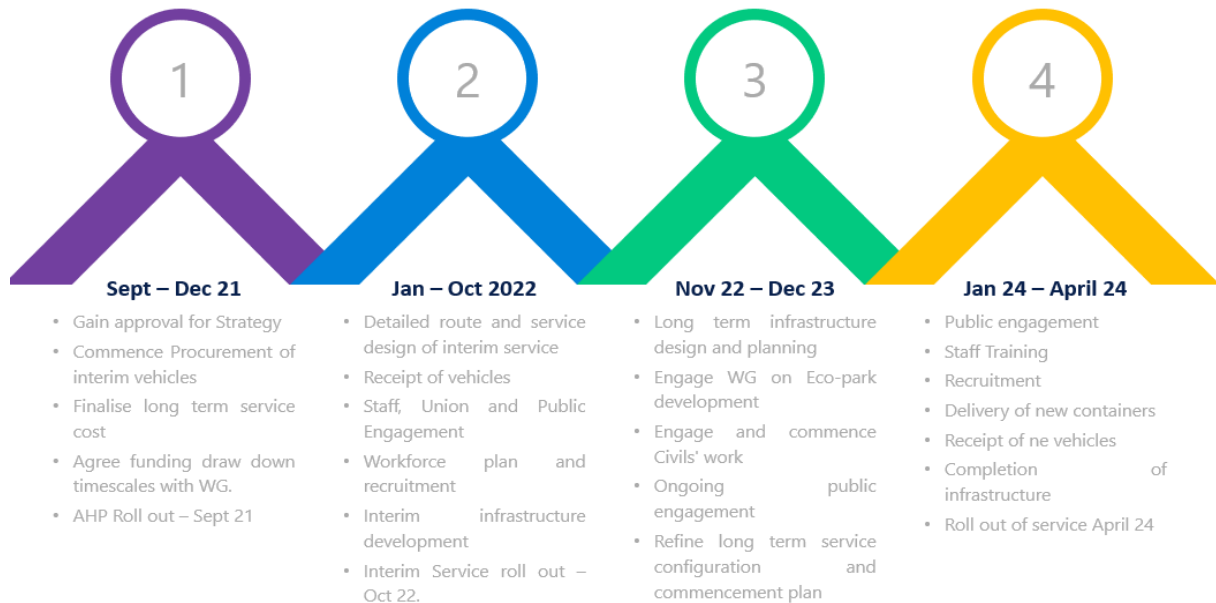 1
2
3
4
Sept – Dec 21
• Gain approval for Strategy
• Commence Procurement of
interim vehicles
• Finalise long term service
cost
• Agree funding draw down
timescales with WG.
• AHP Roll out – Sept 21
Jan – Oct 2022
• Detailed route and service
design of interim service
• Receipt of vehicles
• Staff, Union and Public
Engagement
• Workforce plan and
recruitment
• Interim infrastructure
development
• Interim Service roll out –
Oct 22.
Nov 22 – Dec 23
• Long term infrastructure
design and planning
• Engage WG on Eco-park
development
• Engage and commence
Civils' work
• Ongoing public
engagement
• Refine long term service
configuration and
commencement plan
Jan 24 – April 24
• Public engagement
• Staff Training
• Recruitment
• Delivery of new containers
• Receipt of ne vehicles
• Completion of
infrastructure
• Roll out of service April 24